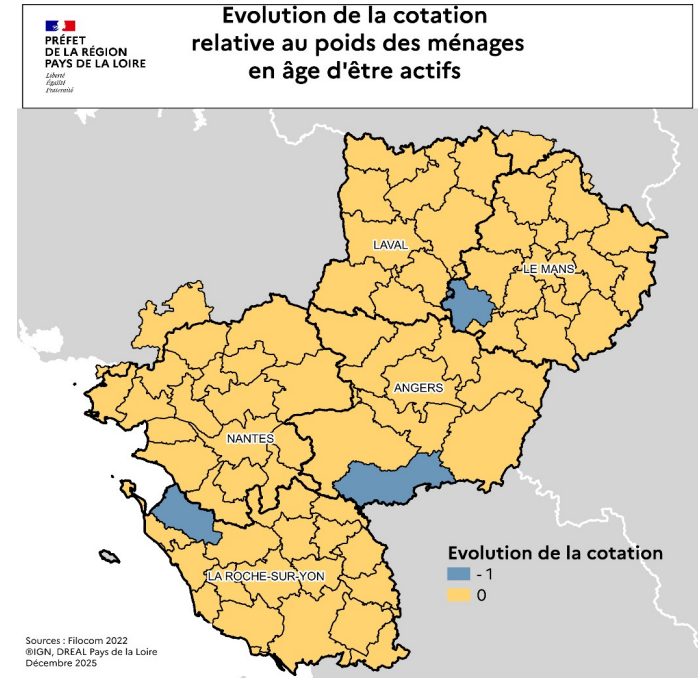 PRÉFET
DE LA RÉGION
PAYS DE LA LOIRE
Liberté
Égalité
Fraternité
Evolution de la cotation
relative au poids des ménages
en âge d'être actifs
LAVAL
LE MANS
ANGERS
NANTES
LA ROCHE-SUR-YON
Evolution de la cotation
- 1
0
Sources : Filocom 2022
®IGN, DREAL Pays de la Loire
Décembre 2025